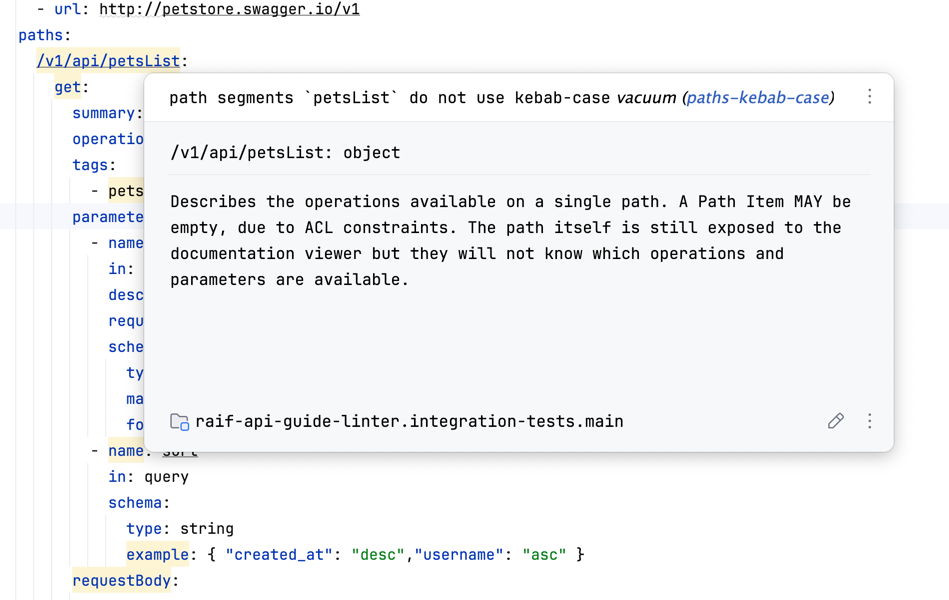 - url: http://petstore.swagger.io/v1
paths:
/v1/api/petsList:
get:
path segments `petsList` do not use kebab-case vacuum (paths-kebab-case)
summary:
/v1/api/petsList: object
operatio
tags:
- pets
Describes the operations available on a single path. A Path Item MAY be
empty, due to ACL constraints. The path itself is still exposed to the
documentation viewer but they will not know which operations and
parameters are available.
paramete
- name
in:
desc
requ
sche
ty
ma
fo
raif-api-guide-linter.integration-tests.main
- name: sort
in: query
schema:
type: string
example: { "created_at": "desc","username": "asc" }
requestBody: